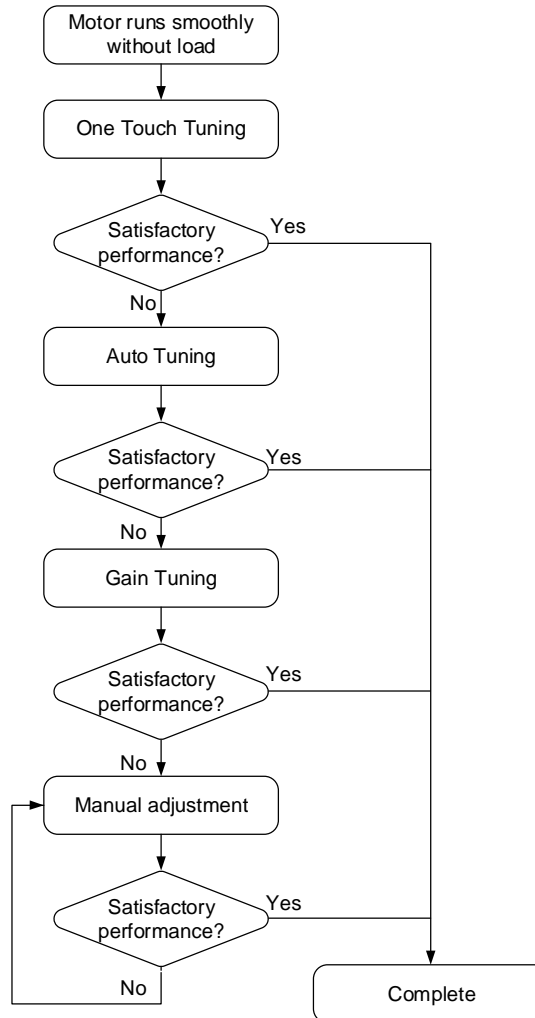 Motor runs smoothly
without load
One Touch Tuning
Satisfactory
performance?
Yes
No
Auto Tuning
Satisfactory
performance?
Yes
No
Gain Tuning
Satisfactory
performance?
Yes
No
Manual adjustment
Satisfactory
performance?
Yes
No
Complete